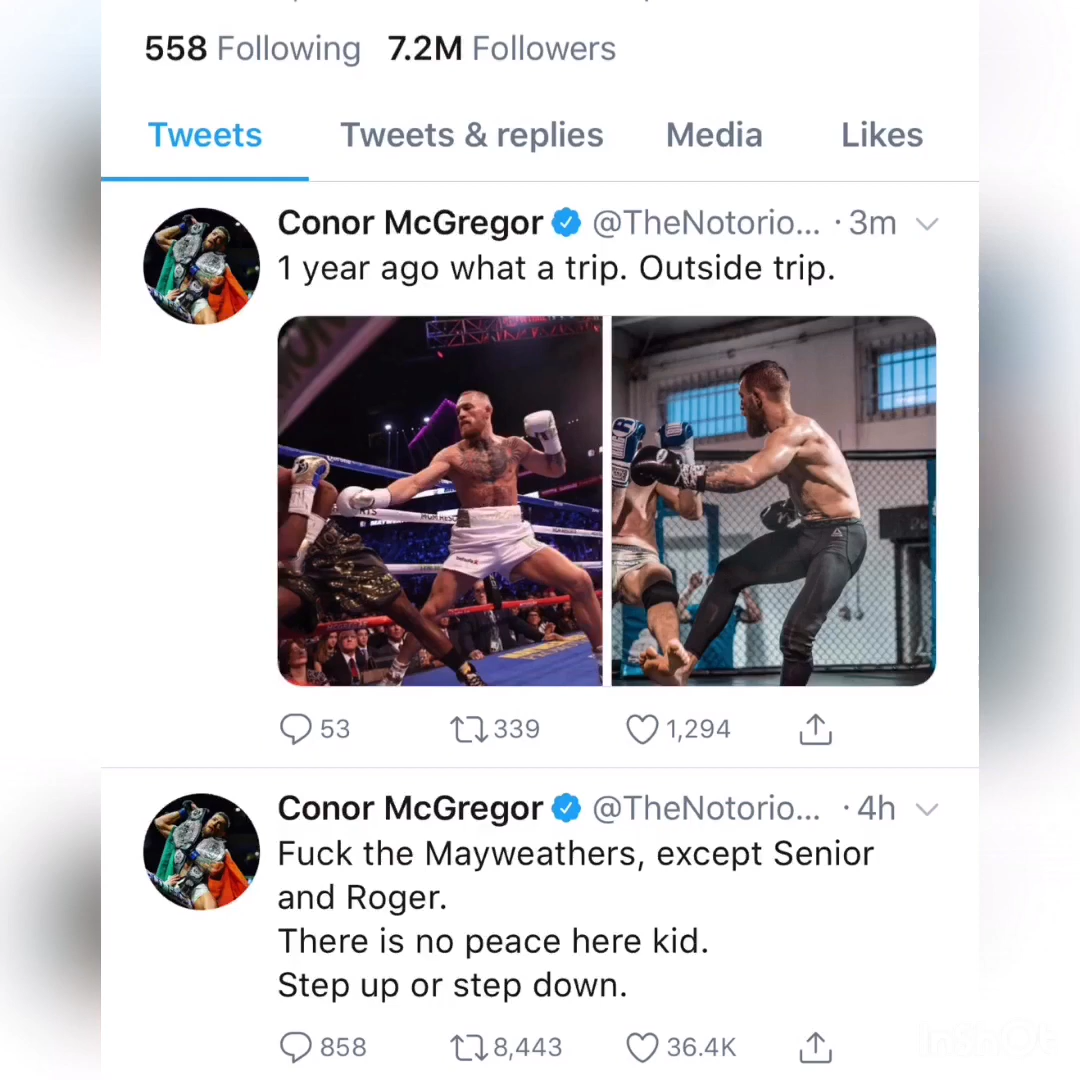 558 Following 7.2M Followers
Tweets Tweets & replies Media Likes
Conor McGregor @TheNotorio... · 3m
1 year ago what a trip. Outside trip.
53 339 1,294
Conor McGregor @TheNotorio... · 4h
Fuck the Mayweathers, except Senior
and Roger.
There is no peace here kid.
Step up or step down.
858 8,443 36.4K
InShOt